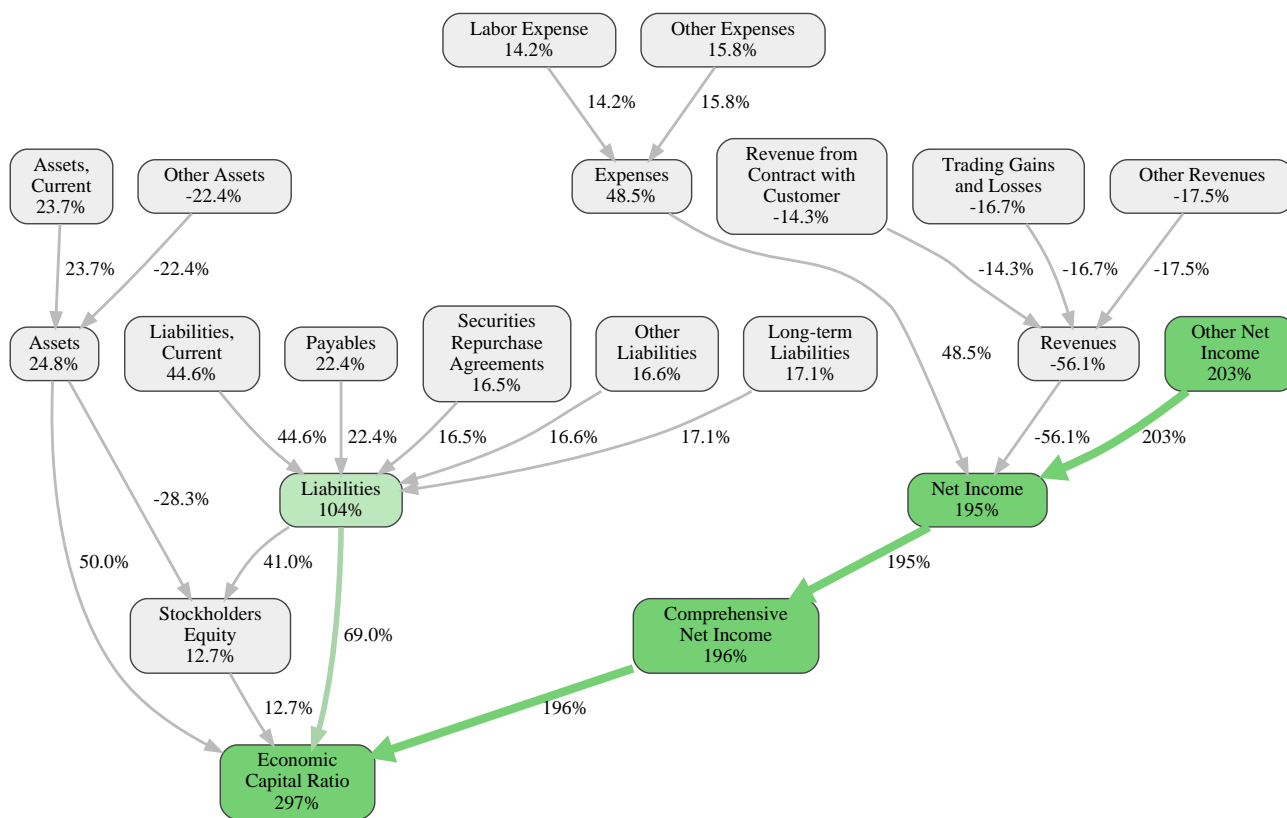 Labor Expense
14.2%
Other Expenses
15.8%
14.2%
15.8%
Assets,
Current
23.7%
Other Assets
-22.4%
Expenses
48.5%
Revenue from
Contract with
Customer
-14.3%
Trading Gains
and Losses
-16.7%
Other Revenues
-17.5%
23.7%
-22.4%
-14.3%
-16.7%
-17.5%
Assets
24.8%
Liabilities,
Current
44.6%
Payables
22.4%
Securities
Repurchase
Agreements
16.5%
Other
Liabilities
16.6%
Long-term
Liabilities
17.1%
48.5%
Revenues
-56.1%
Other Net
Income
203%
44.6%
22.4%
16.5%
16.6%
17.1%
-56.1%
203%
-28.3%
Liabilities
104%
Net Income
195%
50.0%
41.0%
195%
Stockholders
Equity
12.7%
69.0%
Comprehensive
Net Income
196%
12.7%
196%
Economic
Capital Ratio
297%